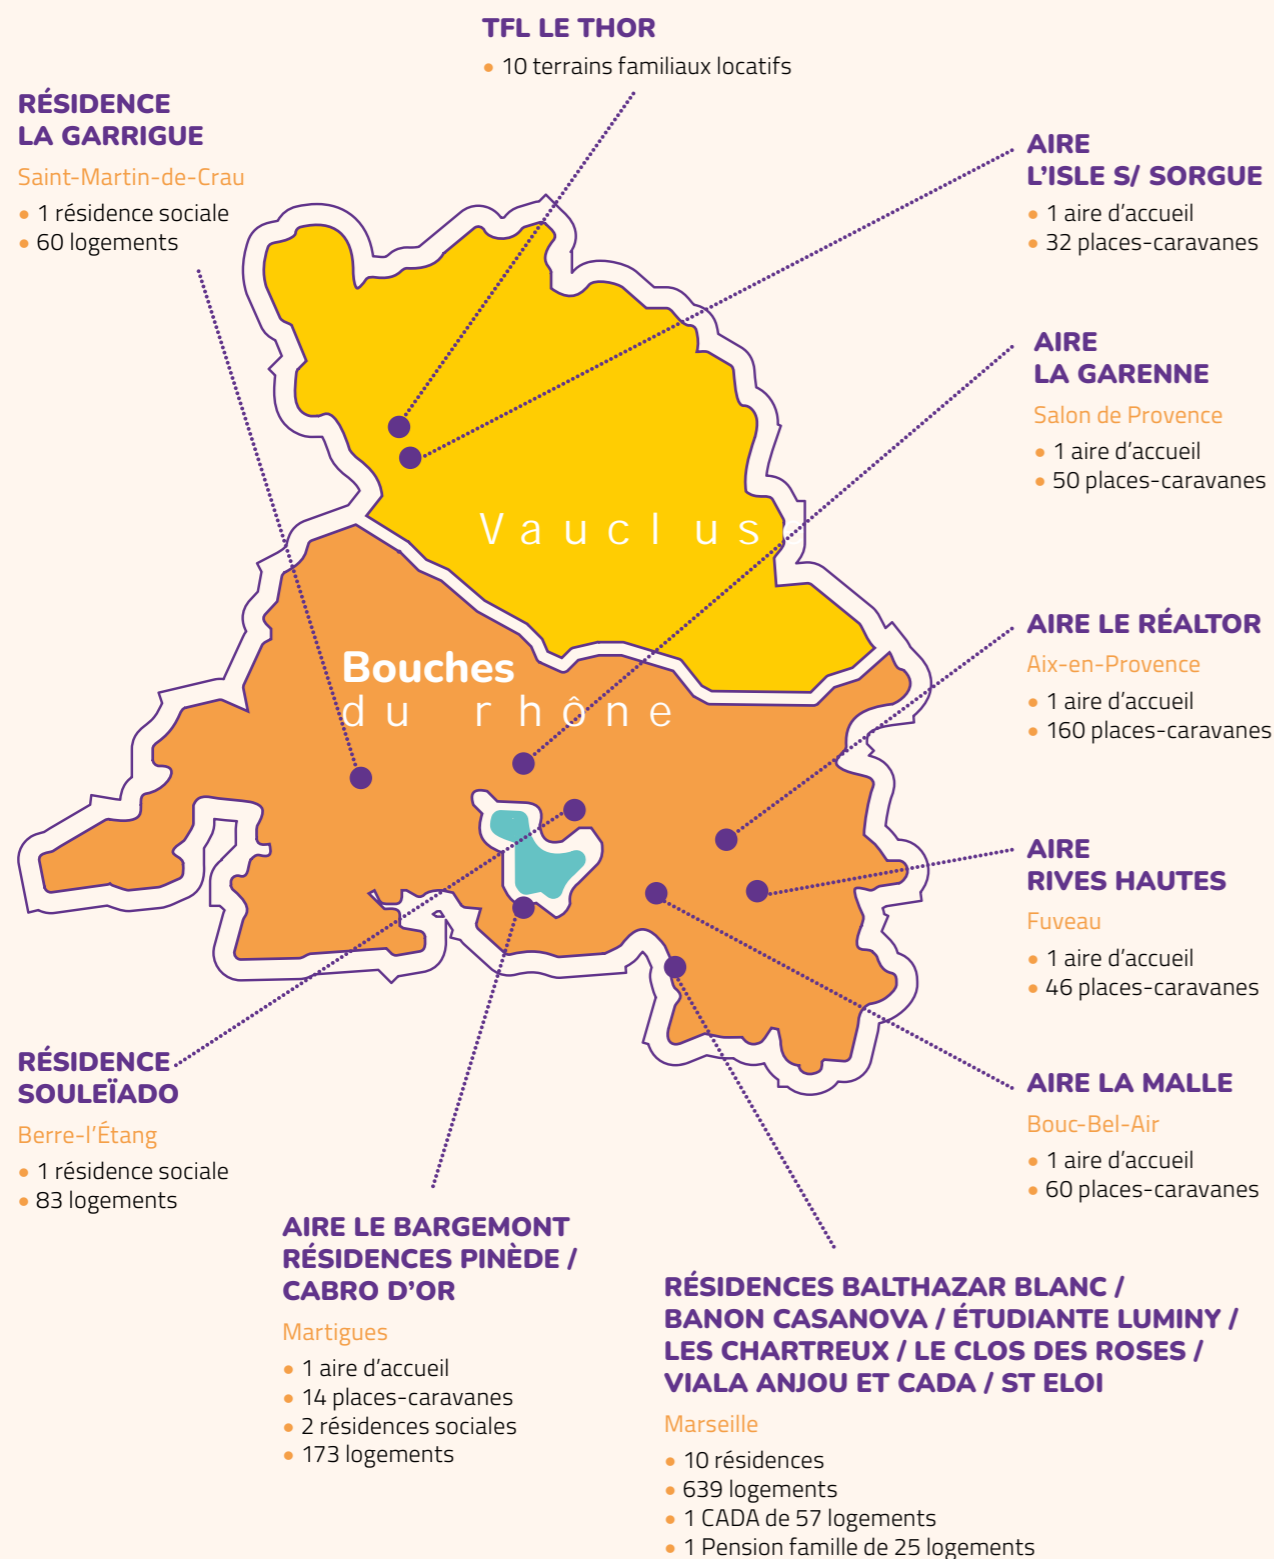 TFL LE THOR
• 10 terrains familiaux locatifs
RÉSIDENCE
LA GARRIGUE
Saint-Martin-de-Crau
• 1 résidence sociale
• 60 logements
AIRE
L'ISLE S/ SORGUE
• 1 aire d'accueil
• 32 places-caravanes
AIRE
LA GARENNE
Salon de Provence
• 1 aire d'accueil
• 50 places-caravanes
Vauclus
Bouches
du rhône
AIRE LE RÉALTOR
Aix-en-Provence
• 1 aire d'accueil
• 160 places-caravanes
AIRE
RIVES HAUTES
Fuveau
• 1 aire d'accueil
• 46 places-caravanes
RÉSIDENCE
SOULEÏADO
Berre-l'Étang
• 1 résidence sociale
• 83 logements
AIRE LA MALLE
Bouc-Bel-Air
• 1 aire d'accueil
• 60 places-caravanes
AIRE LE BARGEMONT
RÉSIDENCES PINÈDE /
CABRO D'OR
Martigues
• 1 aire d'accueil
• 14 places-caravanes
• 2 résidences sociales
• 173 logements
RÉSIDENCES BALTHAZAR BLANC /
BANON CASANOVA / ÉTUDIANTE LUMINY /
LES CHARTREUX / LE CLOS DES ROSES /
VIALA ANJOU ET CADA / ST ELOI
Marseille
• 10 résidences
• 639 logements
• 1 CADA de 57 logements
• 1 Pension famille de 25 logements